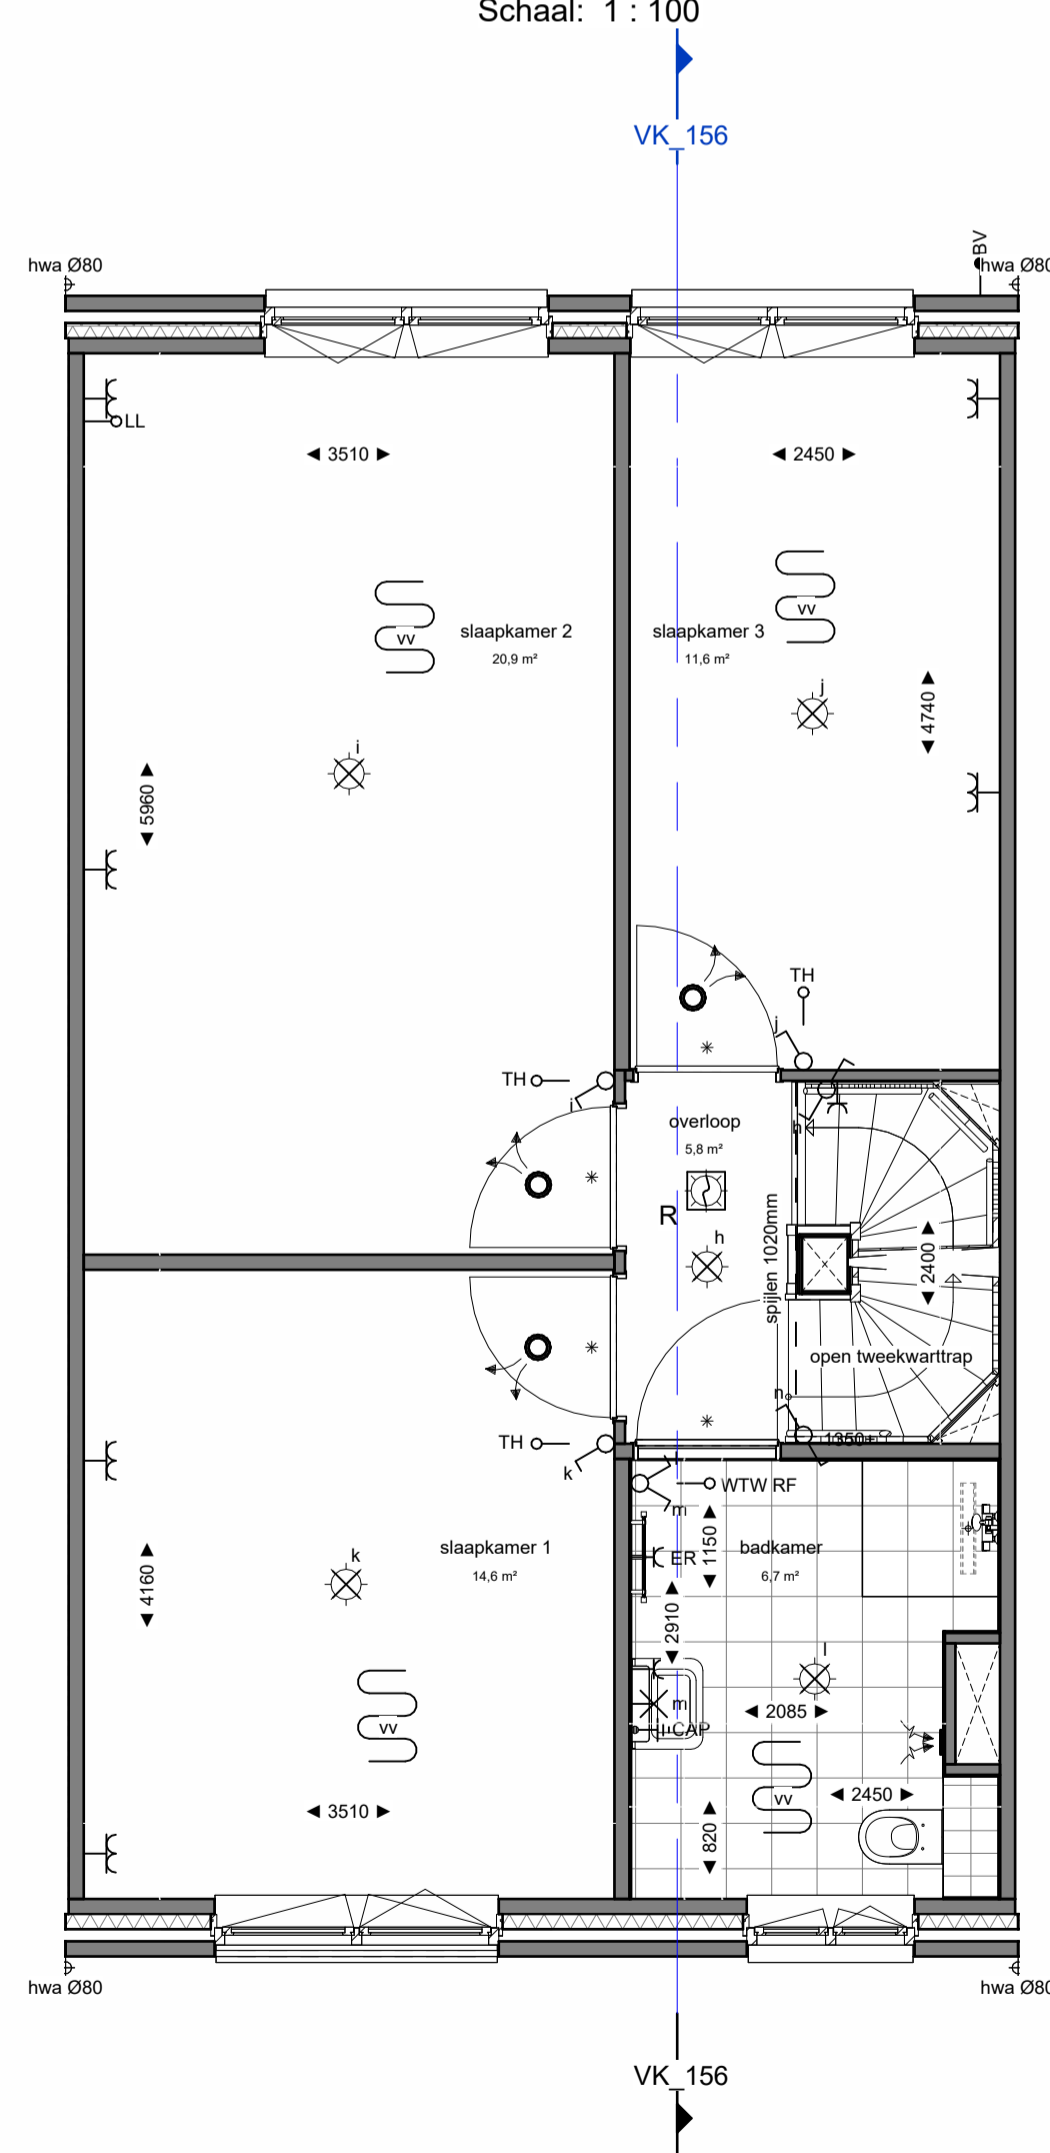 Schaal: 1 : 100
VK_156
BV
hwa Ø80
hwa Ø80
LL
3510
2450
vv
vv
slaapkamer 2
20,9 m²
slaapkamer 3
11,6 m²
j
4740
i
5960
TH
j
TH
i
overloop
5,8 m²
h
R
h
spijlen 1020mm
2400
open tweekwarttrap
n
1350+
TH
k
l
WTW RF
m
1150
ER
slaapkamer 1
14,6 m²
badkamer
6,7 m²
k
4160
2910
l
m
2085
CAP
vv
vv
2450
3510
820
hwa Ø80
hwa Ø80
VK_156